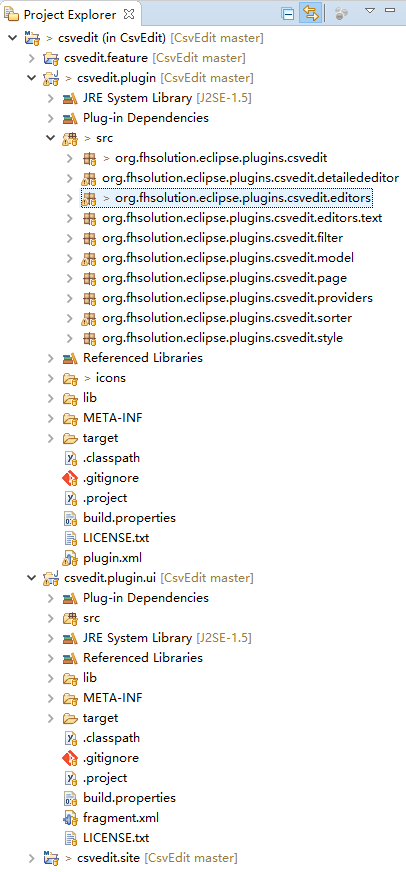 Project Explorer
> csvedit (in CsvEdit) [CsvEdit master]
csvedit.feature [CsvEdit master]
> csvedit.plugin [CsvEdit master]
JRE System Library [J2SE-1.5]
Plug-in Dependencies
> src
> org.fhsolution.eclipse.plugins.csvedit
org.fhsolution.eclipse.plugins.csvedit.detailededitor
> org.fhsolution.eclipse.plugins.csvedit.editors
org.fhsolution.eclipse.plugins.csvedit.editors.text
org.fhsolution.eclipse.plugins.csvedit.filter
org.fhsolution.eclipse.plugins.csvedit.model
org.fhsolution.eclipse.plugins.csvedit.page
org.fhsolution.eclipse.plugins.csvedit.providers
org.fhsolution.eclipse.plugins.csvedit.sorter
org.fhsolution.eclipse.plugins.csvedit.style
Referenced Libraries
> icons
lib
META-INF
target
.classpath
.gitignore
.project
build.properties
LICENSE.txt
plugin.xml
csvedit.plugin.ui [CsvEdit master]
Plug-in Dependencies
src
JRE System Library [J2SE-1.5]
Referenced Libraries
lib
META-INF
target
.classpath
.gitignore
.project
build.properties
fragment.xml
LICENSE.txt
> csvedit.site [CsvEdit master]